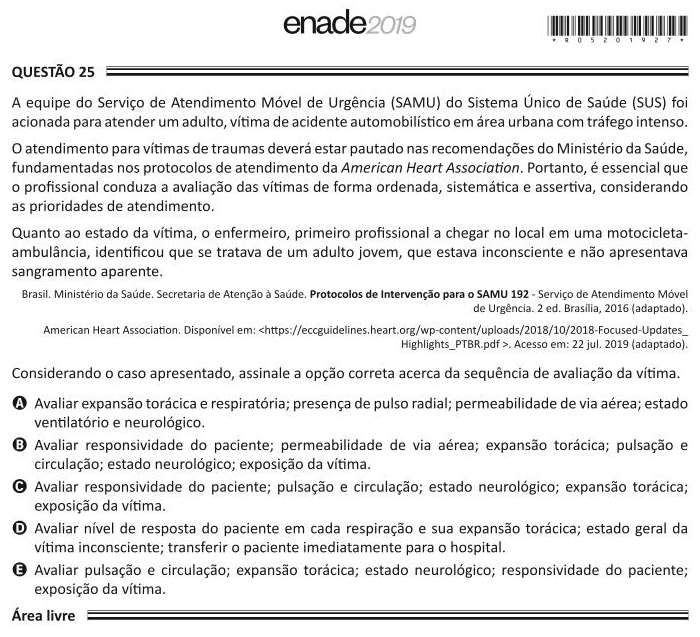 enade2019
*R05201927*
QUESTÃO 25
A equipe do Serviço de Atendimento Móvel de Urgência (SAMU) do Sistema Único de Saúde (SUS) foi
acionada para atender um adulto, vítima de acidente automobilístico em área urbana com tráfego intenso.
O atendimento para vítimas de traumas deverá estar pautado nas recomendações do Ministério da Saúde,
fundamentadas nos protocolos de atendimento da American Heart Association. Portanto, é essencial que
o profissional conduza a avaliação das vítimas de forma ordenada, sistemática e assertiva, considerando
as prioridades de atendimento.
Quanto ao estado da vítima, o enfermeiro, primeiro profissional a chegar no local em uma motocicleta-
ambulância, identificou que se tratava de um adulto jovem, que estava inconsciente e não apresentava
sangramento aparente.
Brasil. Ministério da Saúde. Secretaria de Atenção à Saúde. Protocolos de Intervenção para o SAMU 192 - Serviço de Atendimento Móvel
de Urgência. 2 ed. Brasília, 2016 (adaptado).
American Heart Association. Disponível em: <https://eccguidelines.heart.org/wp-content/uploads/2018/10/2018-Focused-Updates_
Highlights_PTBR.pdf >. Acesso em: 22 jul. 2019 (adaptado).
Considerando o caso apresentado, assinale a opção correta acerca da sequência de avaliação da vítima.
A Avaliar expansão torácica e respiratória; presença de pulso radial; permeabilidade de via aérea; estado
ventilatório e neurológico.
B Avaliar responsividade do paciente; permeabilidade de via aérea; expansão torácica; pulsação e
circulação; estado neurológico; exposição da vítima.
C Avaliar responsividade do paciente; pulsação e circulação; estado neurológico; expansão torácica;
exposição da vítima.
D Avaliar nível de resposta do paciente em cada respiração e sua expansão torácica; estado geral da
vítima inconsciente; transferir o paciente imediatamente para o hospital.
E Avaliar pulsação e circulação; expansão torácica; estado neurológico; responsividade do paciente;
exposição da vítima.
Área livre